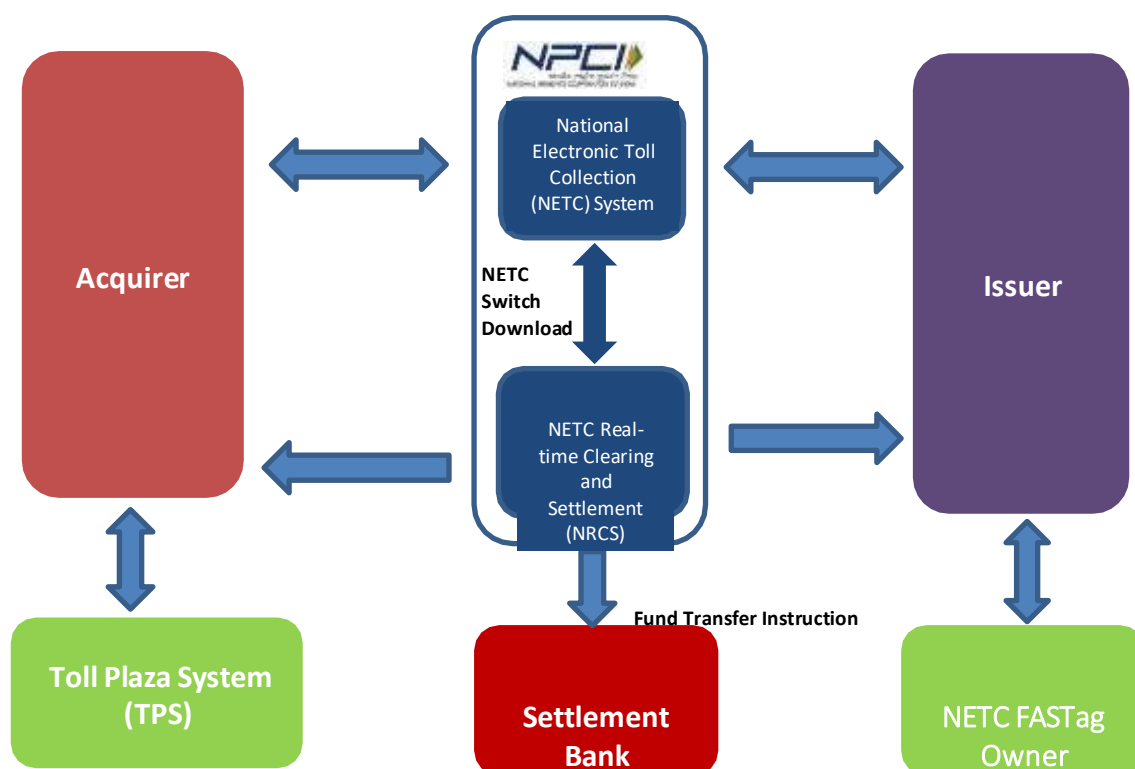 NPCI
National
Electronic Toll
Collection
(NETC) System
Acquirer
NETC
Switch
Download
Issuer
NETC Real-
time Clearing
and
Settlement
(NRCS)
Fund Transfer Instruction
Toll Plaza System
(TPS)
Settlement
Bank
NETC FASTag
Owner